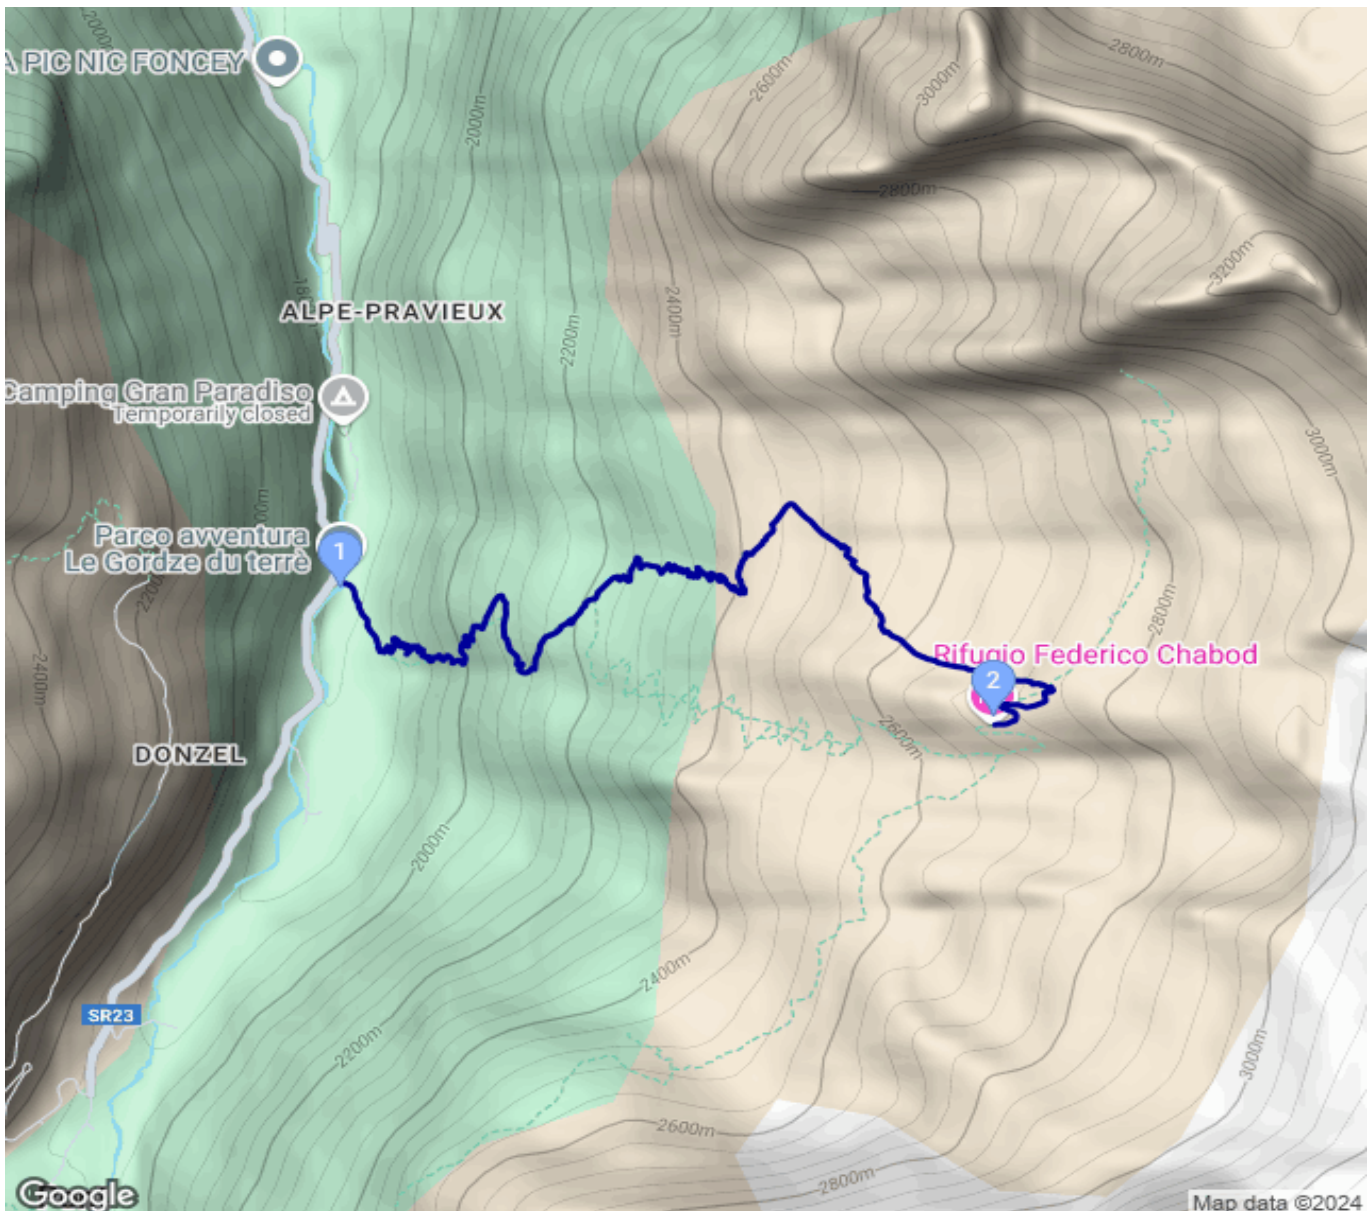 2000m
2800m
A PIC NIC FONCEY
2600m
3000m
2000m
2800m
3200m
ALPE-PRAVIEUX
2400m
2200m
Camping Gran Paradiso
Temporarily closed
3000m
Parco avventura
Le Gordze du terrè
1
2200m
2800m
2400m
Rifugio Federico Chabod
2
2600m
DONZEL
2000m
2400m
SR23
2200m
3000m
2600m
2800m
Google
Map data ©2024